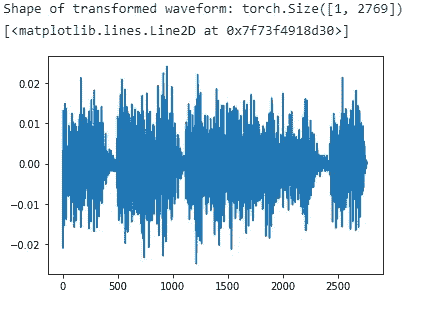 Shape of transformed waveform: torch.Size([1, 2769])
[<matplotlib.lines.Line2D at 0x7f73f4918d30>]
0.02
0.01
0.00
−0.01
−0.02
0 500 1000 1500 2000 2500